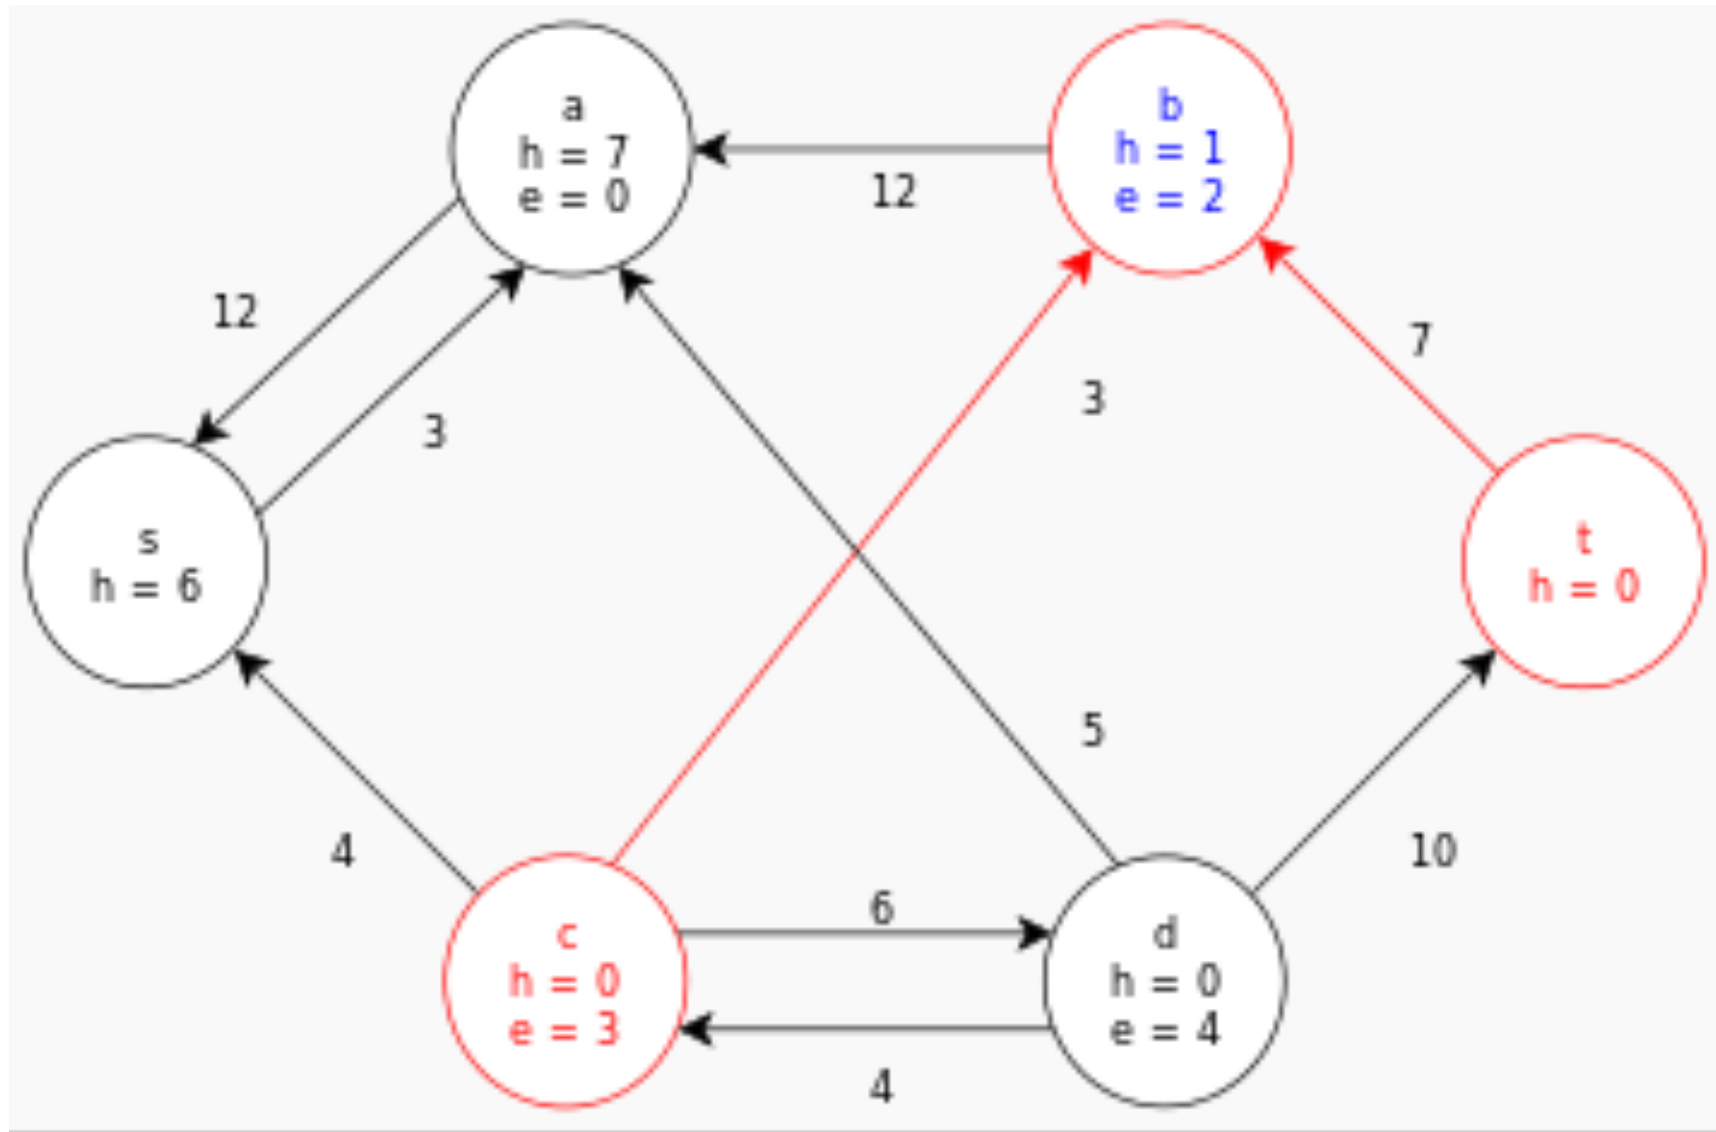 a
h = 7
e = 0
b
h = 1
e = 2
12
12
7
3
3
s
h = 6
t
h = 0
5
4
10
6
c
h = 0
e = 3
d
h = 0
e = 4
4